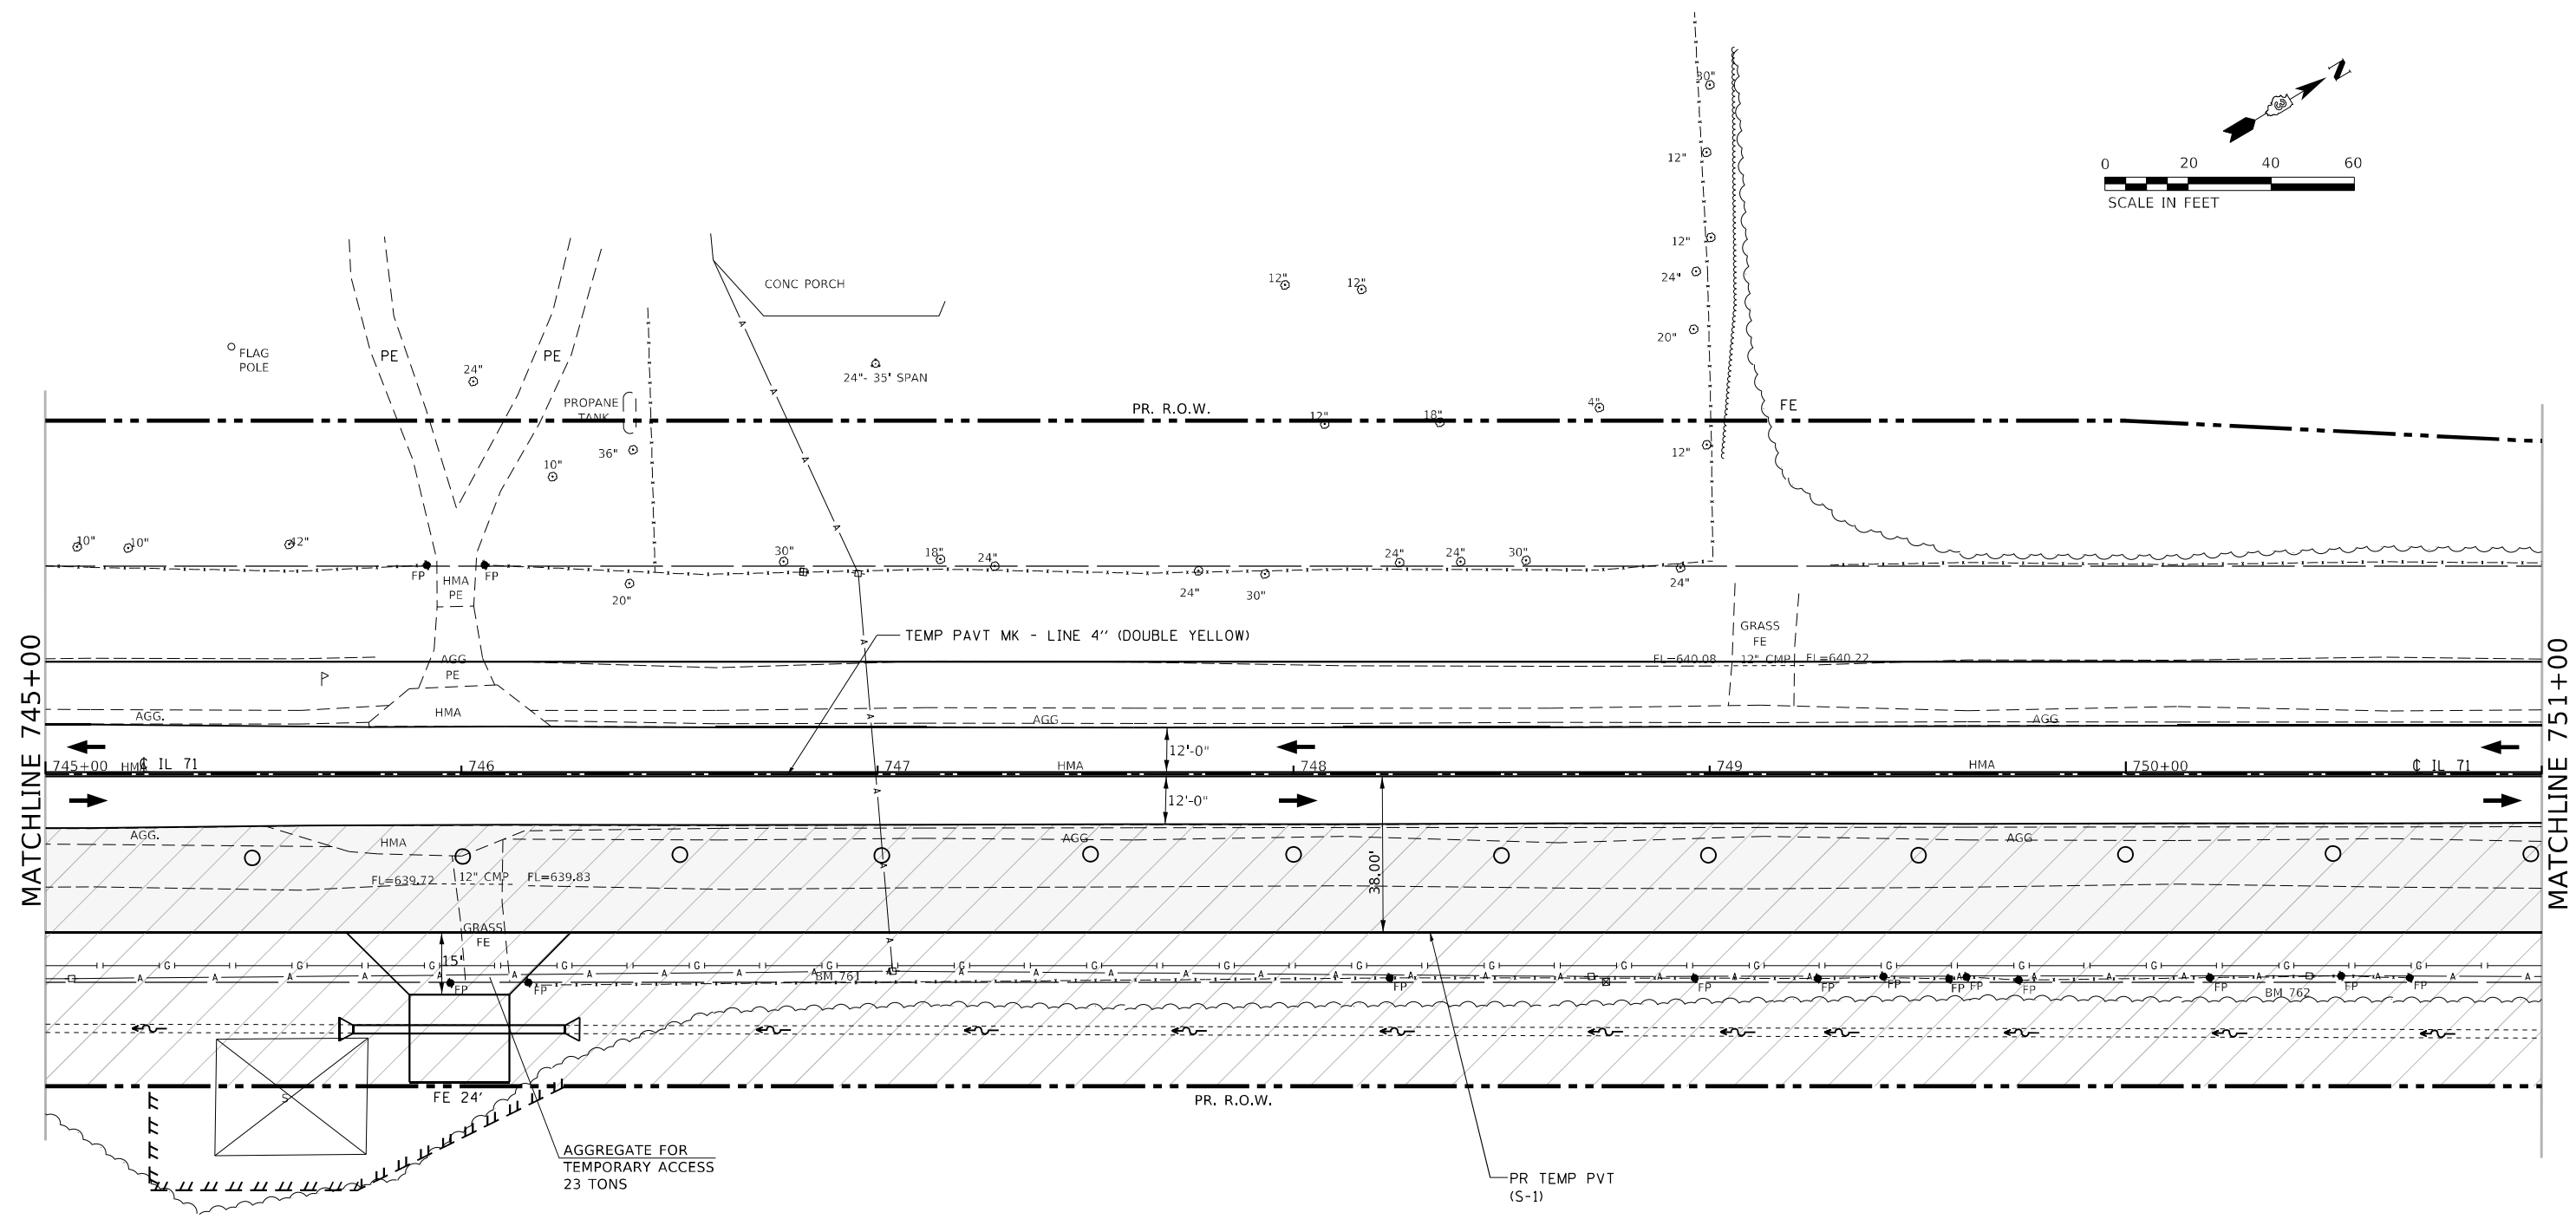 N
3
0 20 40 60
SCALE IN FEET
30"
12"
12"
24"
20"
12"
12" 12"
CONC PORCH
FLAG
POLE
PE
24"
PE
24"- 35' SPAN
PROPANE
TANK
36"
10"
PR. R.O.W.
12"
18"
4"
FE
10"
10"
42"
30"
18"
24"
24"
24"
30"
FP
FP
20"
24"
30"
24"
HMA
PE
AGG
PE
HMA
TEMP PAVT MK - LINE 4" (DOUBLE YELLOW)
GRASS
FE
FL=640.08 12" CMP FL=640.22
AGG.
AGG
AGG
MATCHLINE 745+00
MATCHLINE 751+00
12'-0"
745+00 HMA ℄ IL 71
746
747
HMA
748
749
HMA
750+00
℄ IL 71
12'-0"
38.00'
AGG.
HMA
AGG
AGG
FL=639.72 12" CMP FL=639.83
GRASS
FE
15'
G G G G G G G G G G G G G G G G G G
A A A A A A A A A A A A A A A A A A A A A A A A A A A A A A A A A
BM 761
FP FP FP FP FP FP FP FP FP FP FP FP
BM 762
S
FE 24'
PR. R.O.W.
AGGREGATE FOR
TEMPORARY ACCESS
23 TONS
PR TEMP PVT
(S-1)
A A A A A A A A A A